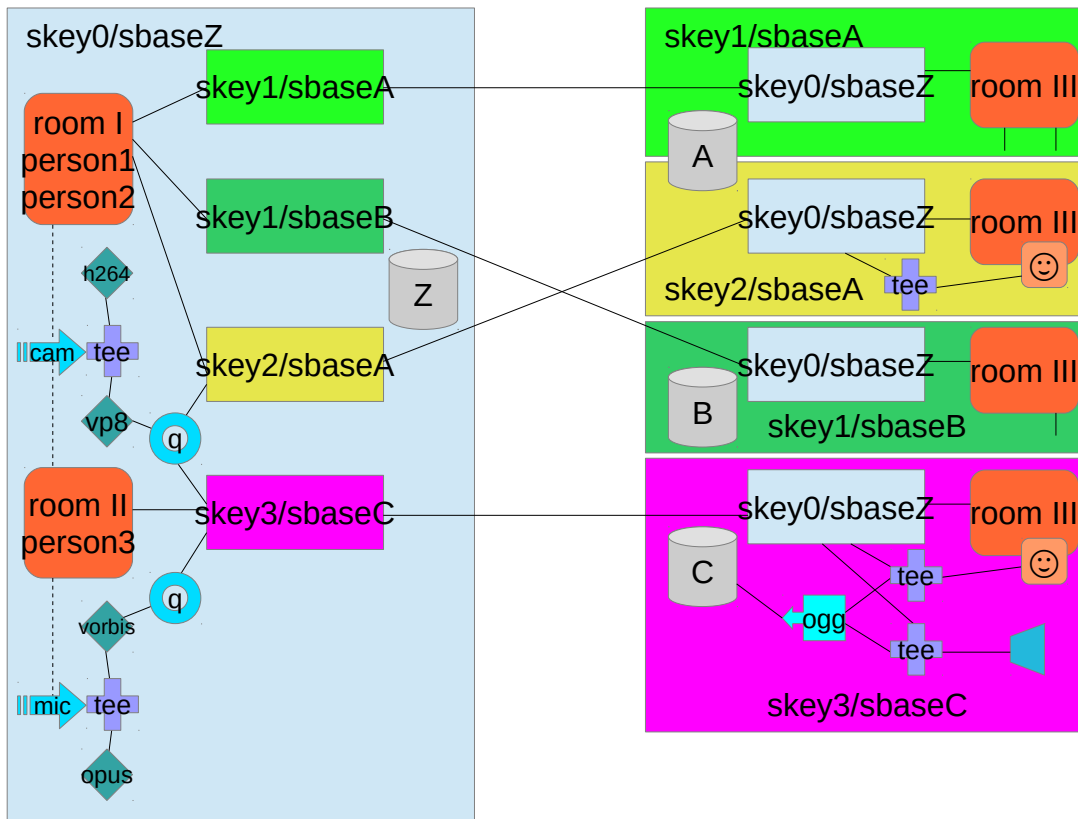 skey0/sbaseZ
skey1/sbaseA
room I
person1
person2
skey1/sbaseB
Z
h264
cam
tee
vp8
skey2/sbaseA
q
room II
person3
skey3/sbaseC
q
vorbis
mic
tee
opus
skey1/sbaseA
skey0/sbaseZ
room III
A
skey0/sbaseZ
room III
tee
skey2/sbaseA
skey0/sbaseZ
room III
B
skey1/sbaseB
skey0/sbaseZ
room III
C
tee
ogg
tee
skey3/sbaseC